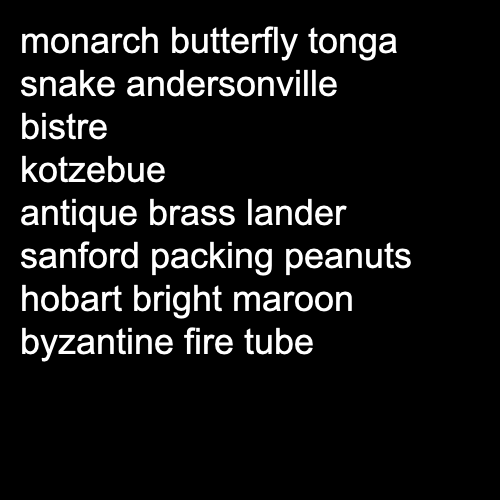 monarch butterfly tonga
snake andersonville
bistre
kotzebue
antique brass lander
sanford packing peanuts
hobart bright maroon
byzantine fire tube